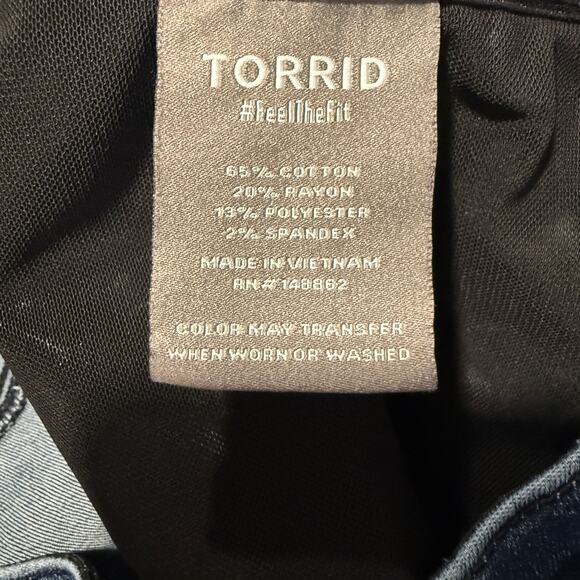 TORRID
#FeelTheFit
65% COTTON
20% RAYON
13% POLYESTER
2% SPANDEX
MADE IN VIETNAM
RN# 148862
COLOR MAY TRANSFER
WHEN WORN OR WASHED